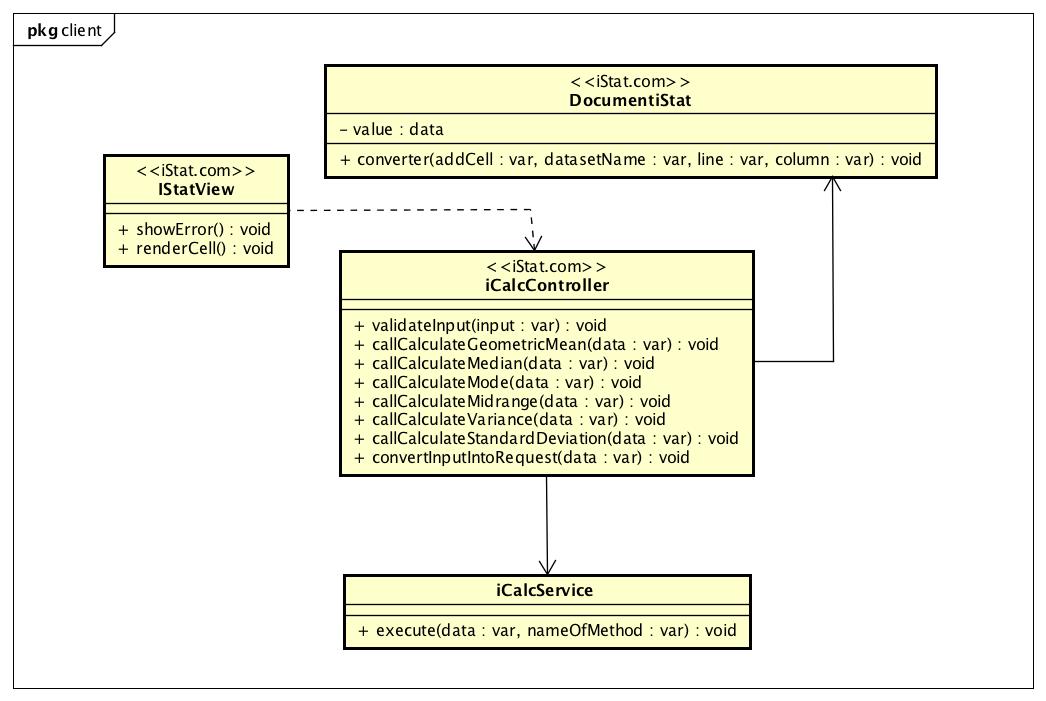 pkg client
<<iStat.com>>
DocumentiStat
- value : data
+ converter(addCell : var, datasetName : var, line : var, column : var) : void
<<iStat.com>>
IStatView
+ showError() : void
+ renderCell() : void
<<iStat.com>>
iCalcController
+ validateInput(input : var) : void
+ callCalculateGeometricMean(data : var) : void
+ callCalculateMedian(data : var) : void
+ callCalculateMode(data : var) : void
+ callCalculateMidrange(data : var) : void
+ callCalculateVariance(data : var) : void
+ callCalculateStandardDeviation(data : var) : void
+ convertInputIntoRequest(data : var) : void
iCalcService
+ execute(data : var, nameOfMethod : var) : void